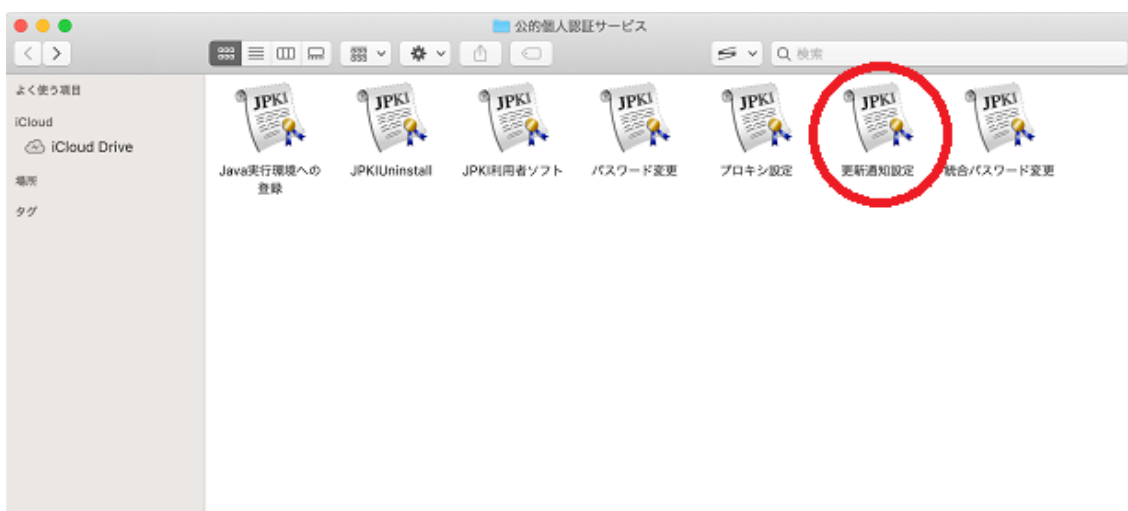 公的個人認証サービス
検索
よく使う項目
iCloud
iCloud Drive
場所
タグ
JPKI
JPKI
JPKI
JPKI
JPKI
JPKI
JPKI
Java実行環境への
登録
JPKIUninstall
JPKI利用者ソフト
パスワード変更
プロキシ設定
更新通知設定
統合パスワード変更